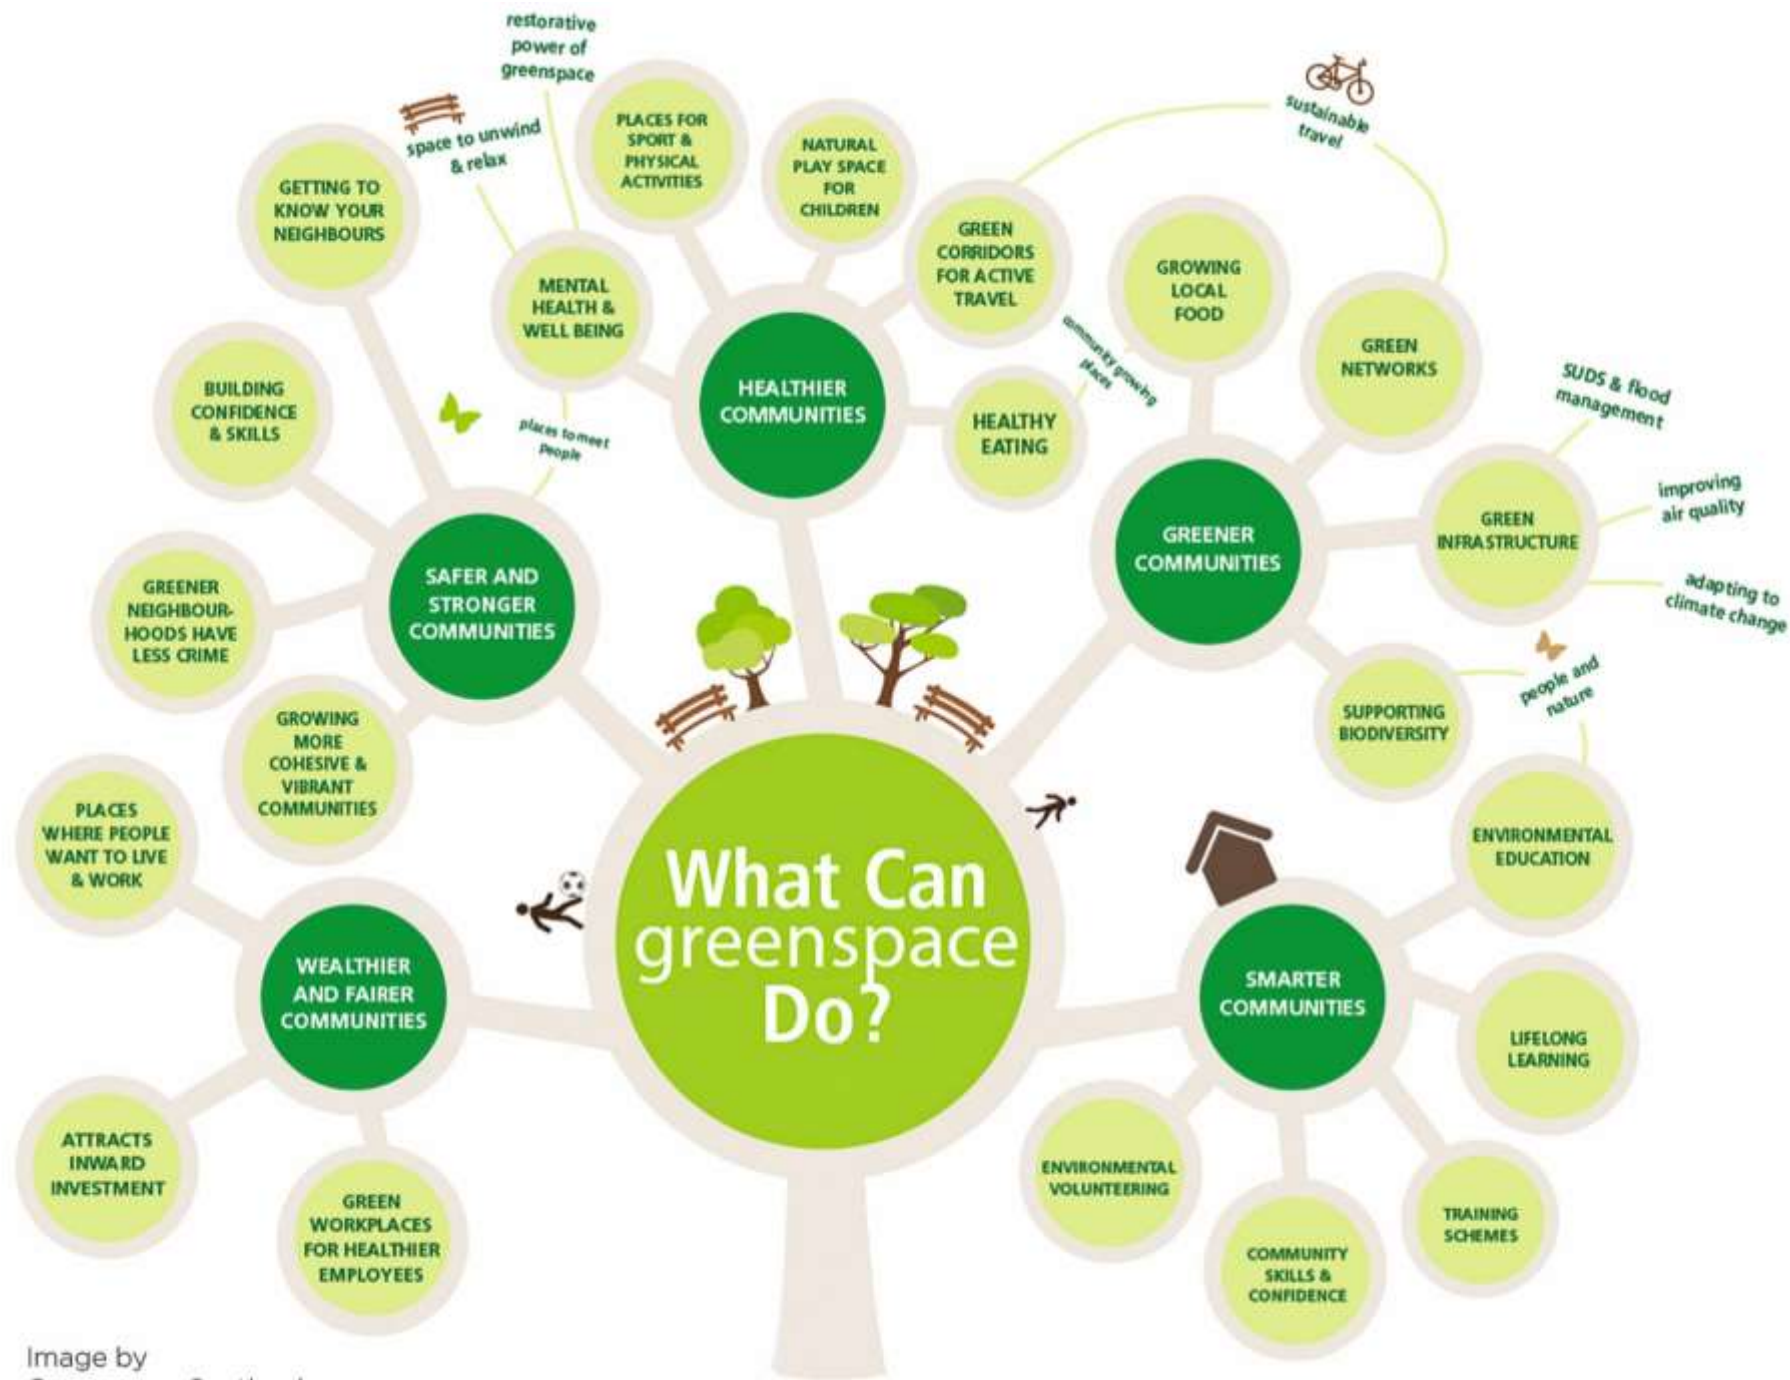 restorative
power of
greenspace
space to unwind
& relax
PLACES FOR
SPORT &
PHYSICAL
ACTIVITIES
NATURAL
PLAY SPACE
FOR
CHILDREN
sustainable
travel
GETTING TO
KNOW YOUR
NEIGHBOURS
MENTAL
HEALTH &
WELL BEING
GREEN
CORRIDORS
FOR ACTIVE
TRAVEL
GROWING
LOCAL
FOOD
GREEN
NETWORKS
community growing
places
BUILDING
CONFIDENCE
& SKILLS
places to meet
people
HEALTHIER
COMMUNITIES
HEALTHY
EATING
SUDS & flood
management
GREENER
COMMUNITIES
GREEN
INFRASTRUCTURE
improving
air quality
adapting to
climate change
GREENER
NEIGHBOUR-
HOODS HAVE
LESS CRIME
SAFER AND
STRONGER
COMMUNITIES
people and
nature
SUPPORTING
BIODIVERSITY
GROWING
MORE
COHESIVE &
VIBRANT
COMMUNITIES
PLACES
WHERE PEOPLE
WANT TO LIVE
& WORK
ENVIRONMENTAL
EDUCATION
What Can
greenspace
Do?
WEALTHIER
AND FAIRER
COMMUNITIES
SMARTER
COMMUNITIES
LIFELONG
LEARNING
ATTRACTS
INWARD
INVESTMENT
GREEN
WORKPLACES
FOR HEALTHIER
EMPLOYEES
ENVIRONMENTAL
VOLUNTEERING
COMMUNITY
SKILLS &
CONFIDENCE
TRAINING
SCHEMES
Image by